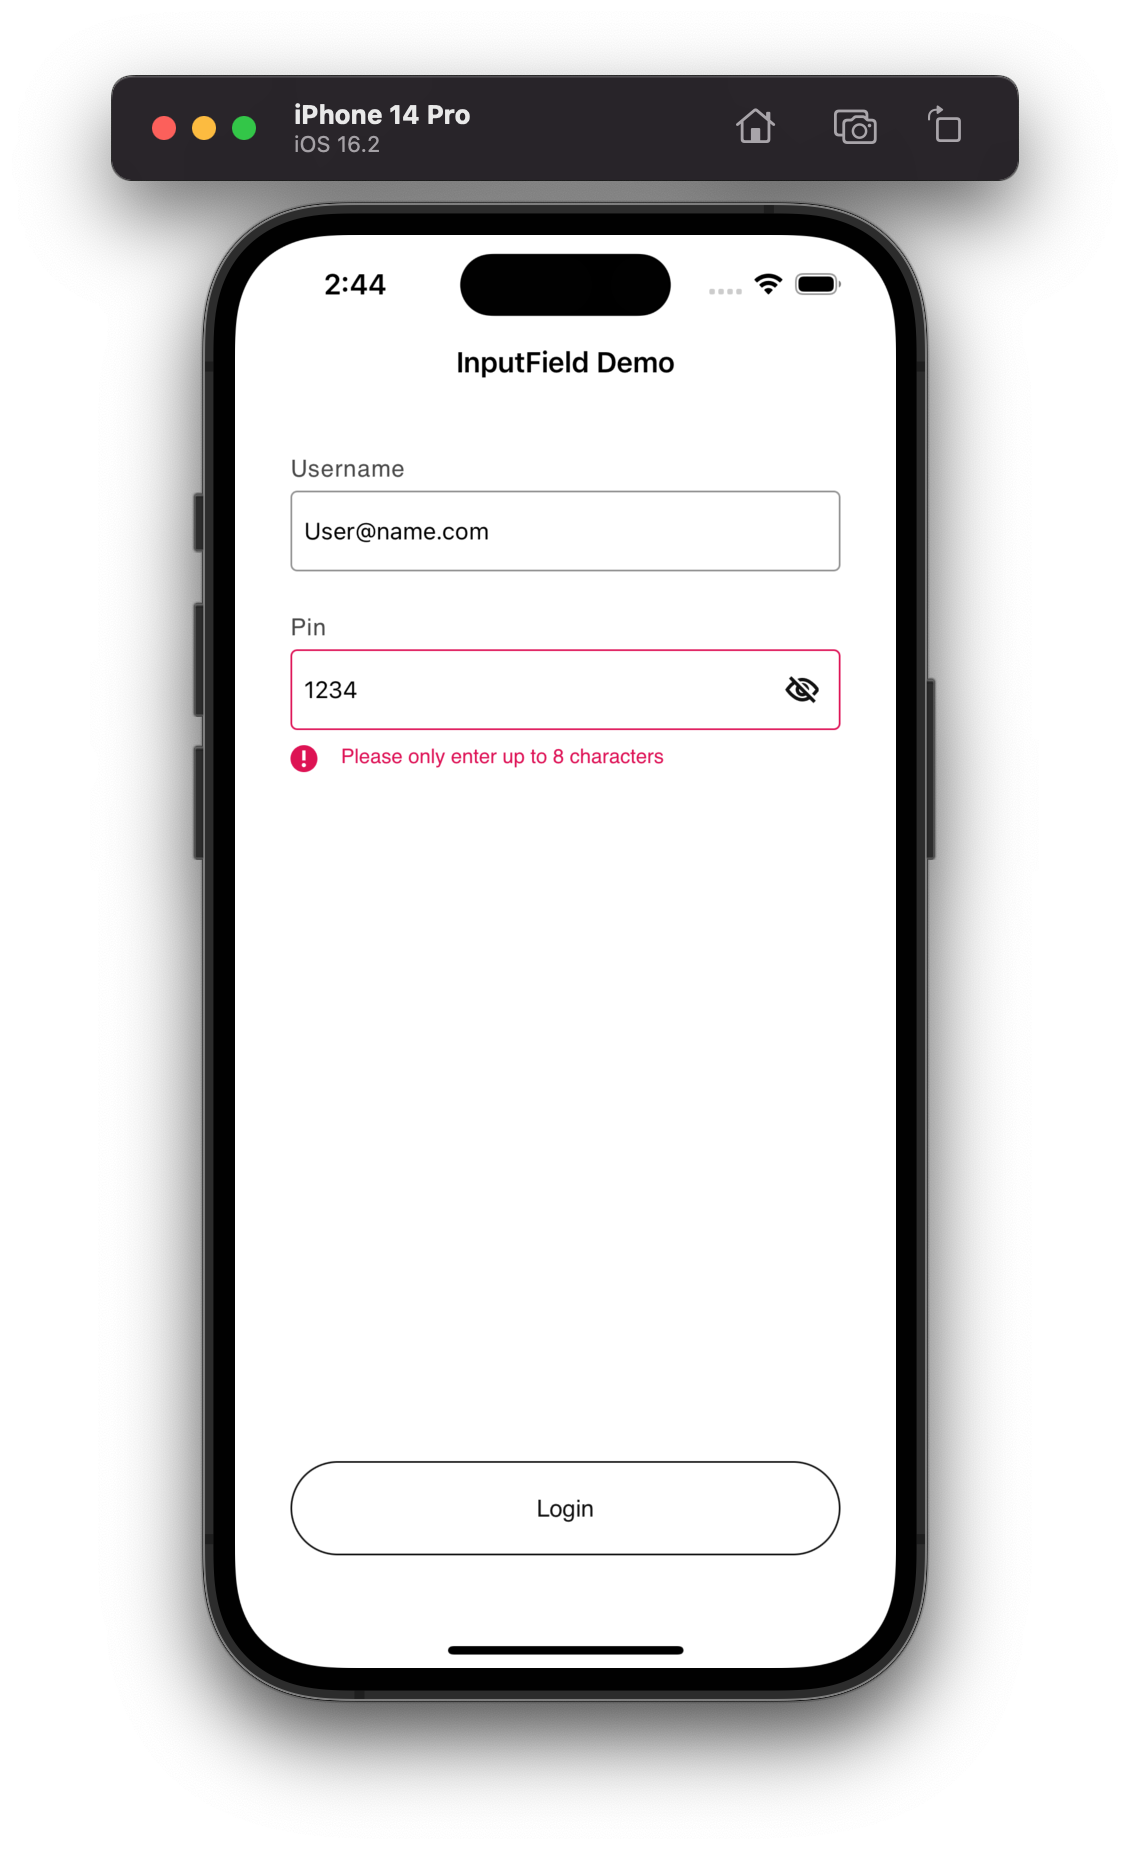 iPhone 14 Pro
iOS 16.2
2:44
InputField Demo
Username
User@name.com
Pin
1234
Please only enter up to 8 characters
Login